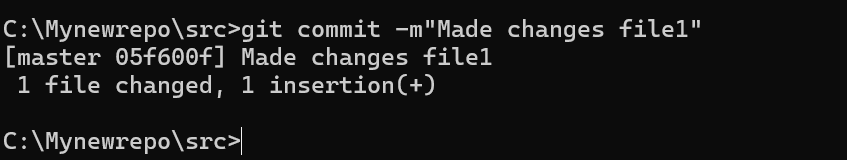 C:\Mynewrepo\src>git commit -m"Made changes file1"
[master 05f600f] Made changes file1
 1 file changed, 1 insertion(+)

C:\Mynewrepo\src>